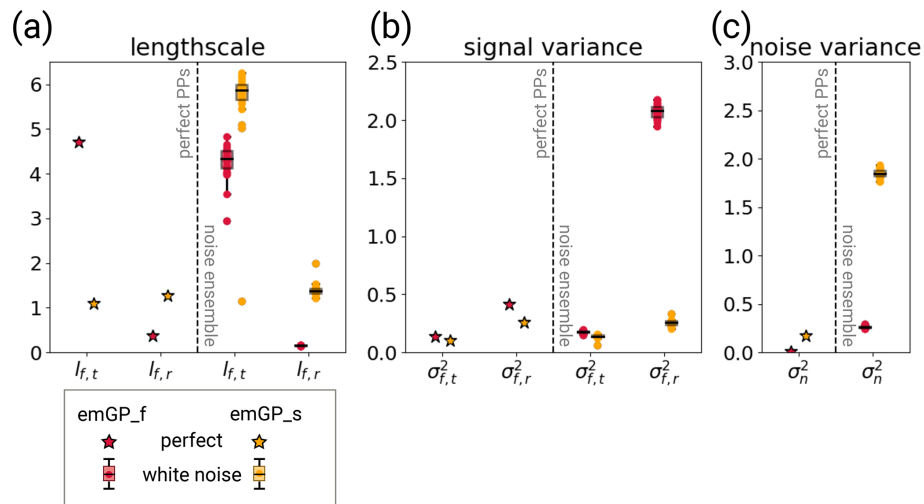 (a) (b) (c)
lengthscale signal variance noise variance
6 5 4 3 2 1 0
perfect PPs
noise ensemble
l_{f,t} l_{f,r} l_{f,t} l_{f,r}
2.5 2.0 1.5 1.0 0.5 0.0
perfect PPs
noise ensemble
σ²_{f,t} σ²_{f,r} σ²_{f,t} σ²_{f,r}
3.0 2.5 2.0 1.5 1.0 0.5 0.0
perfect PPs
noise ensemble
σ²_n σ²_n
emGP_f emGP_s
perfect
white noise